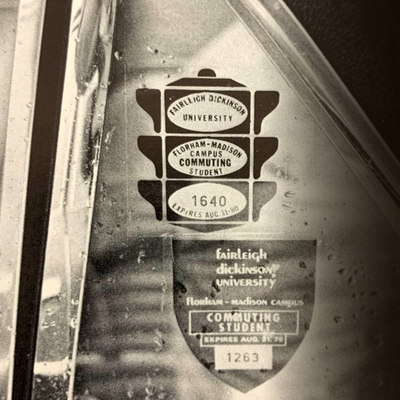 FAIRLEIGH DICKINSON
UNIVERSITY
FLORHAM-MADISON
CAMPUS
COMMUTING
STUDENT
1640
EXPIRES AUG. 31-80
fairleigh
dickinson
university
florham - madison campus
COMMUTING
STUDENT
EXPIRES AUG. 31, 79
1263